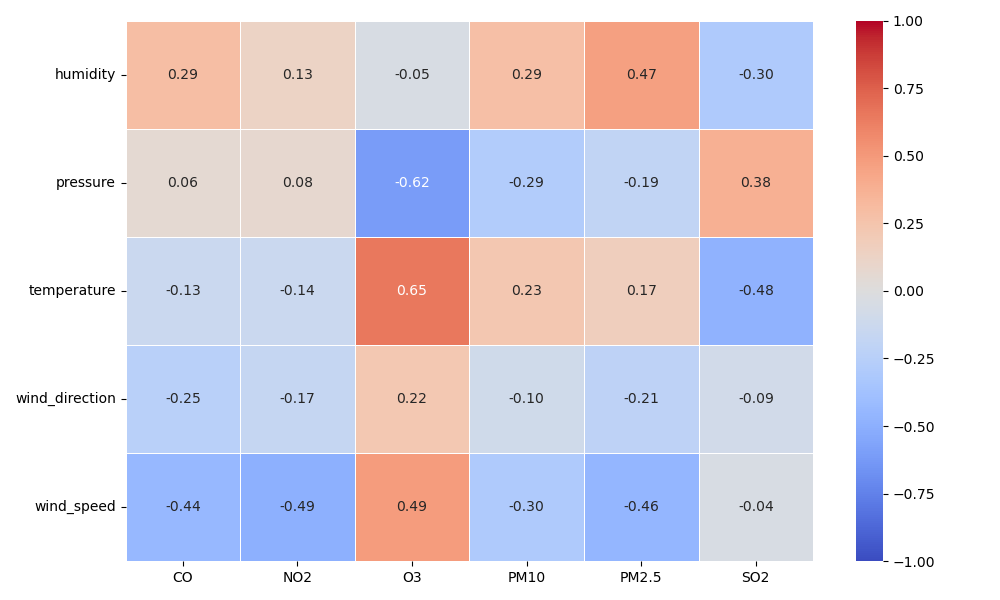 humidity 0.29 0.13 -0.05 0.29 0.47 -0.30
pressure 0.06 0.08 -0.62 -0.29 -0.19 0.38
temperature -0.13 -0.14 0.65 0.23 0.17 -0.48
wind_direction -0.25 -0.17 0.22 -0.10 -0.21 -0.09
wind_speed -0.44 -0.49 0.49 -0.30 -0.46 -0.04
CO NO2 O3 PM10 PM2.5 SO2
1.00
0.75
0.50
0.25
0.00
−0.25
−0.50
−0.75
−1.00